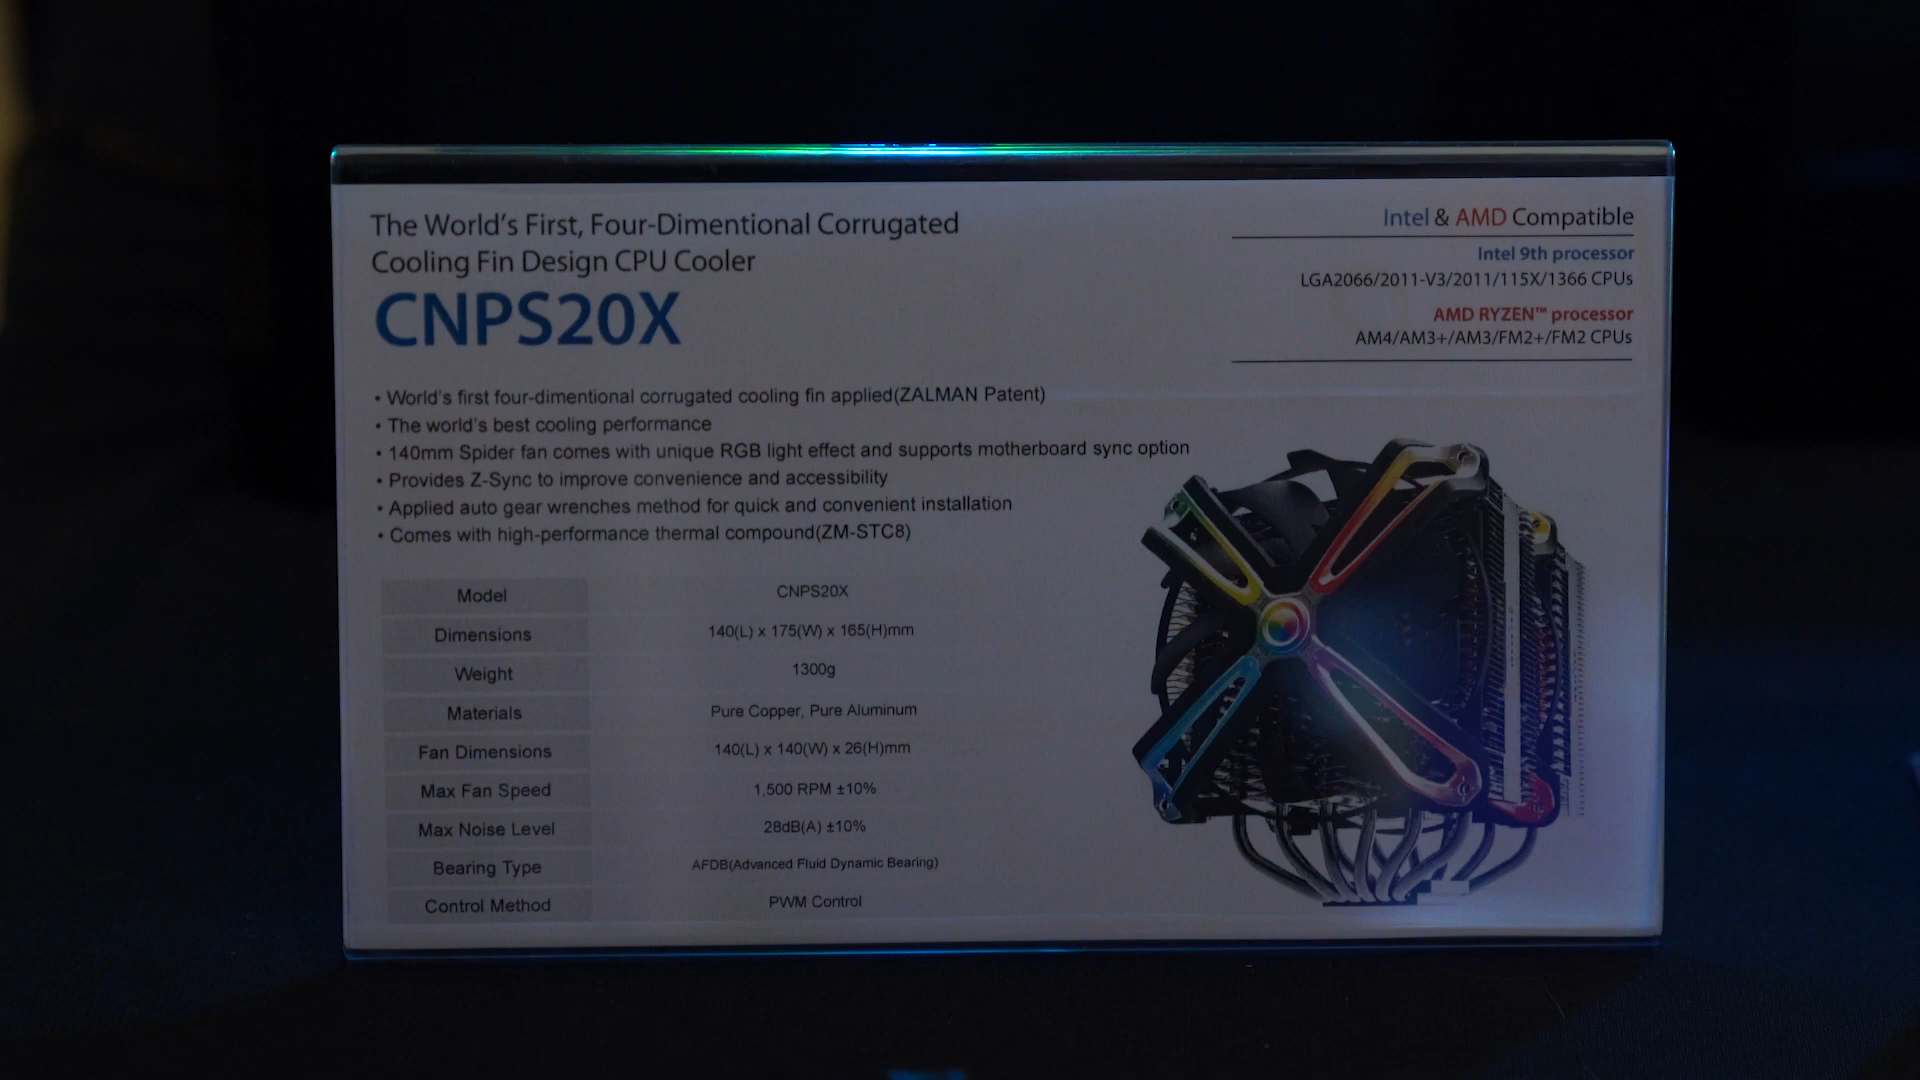 The World's First, Four-Dimentional Corrugated
Cooling Fin Design CPU Cooler
CNPS20X
Intel & AMD Compatible
Intel 9th processor
LGA2066/2011-V3/2011/115X/1366 CPUs
AMD RYZEN™ processor
AM4/AM3+/AM3/FM2+/FM2 CPUs
• World's first four-dimentional corrugated cooling fin applied(ZALMAN Patent)
• The world's best cooling performance
• 140mm Spider fan comes with unique RGB light effect and supports motherboard sync option
• Provides Z-Sync to improve convenience and accessibility
• Applied auto gear wrenches method for quick and convenient installation
• Comes with high-performance thermal compound(ZM-STC8)
Model CNPS20X
Dimensions 140(L) x 175(W) x 165(H)mm
Weight 1300g
Materials Pure Copper, Pure Aluminum
Fan Dimensions 140(L) x 140(W) x 26(H)mm
Max Fan Speed 1,500 RPM ±10%
Max Noise Level 28dB(A) ±10%
Bearing Type AFDB(Advanced Fluid Dynamic Bearing)
Control Method PWM Control